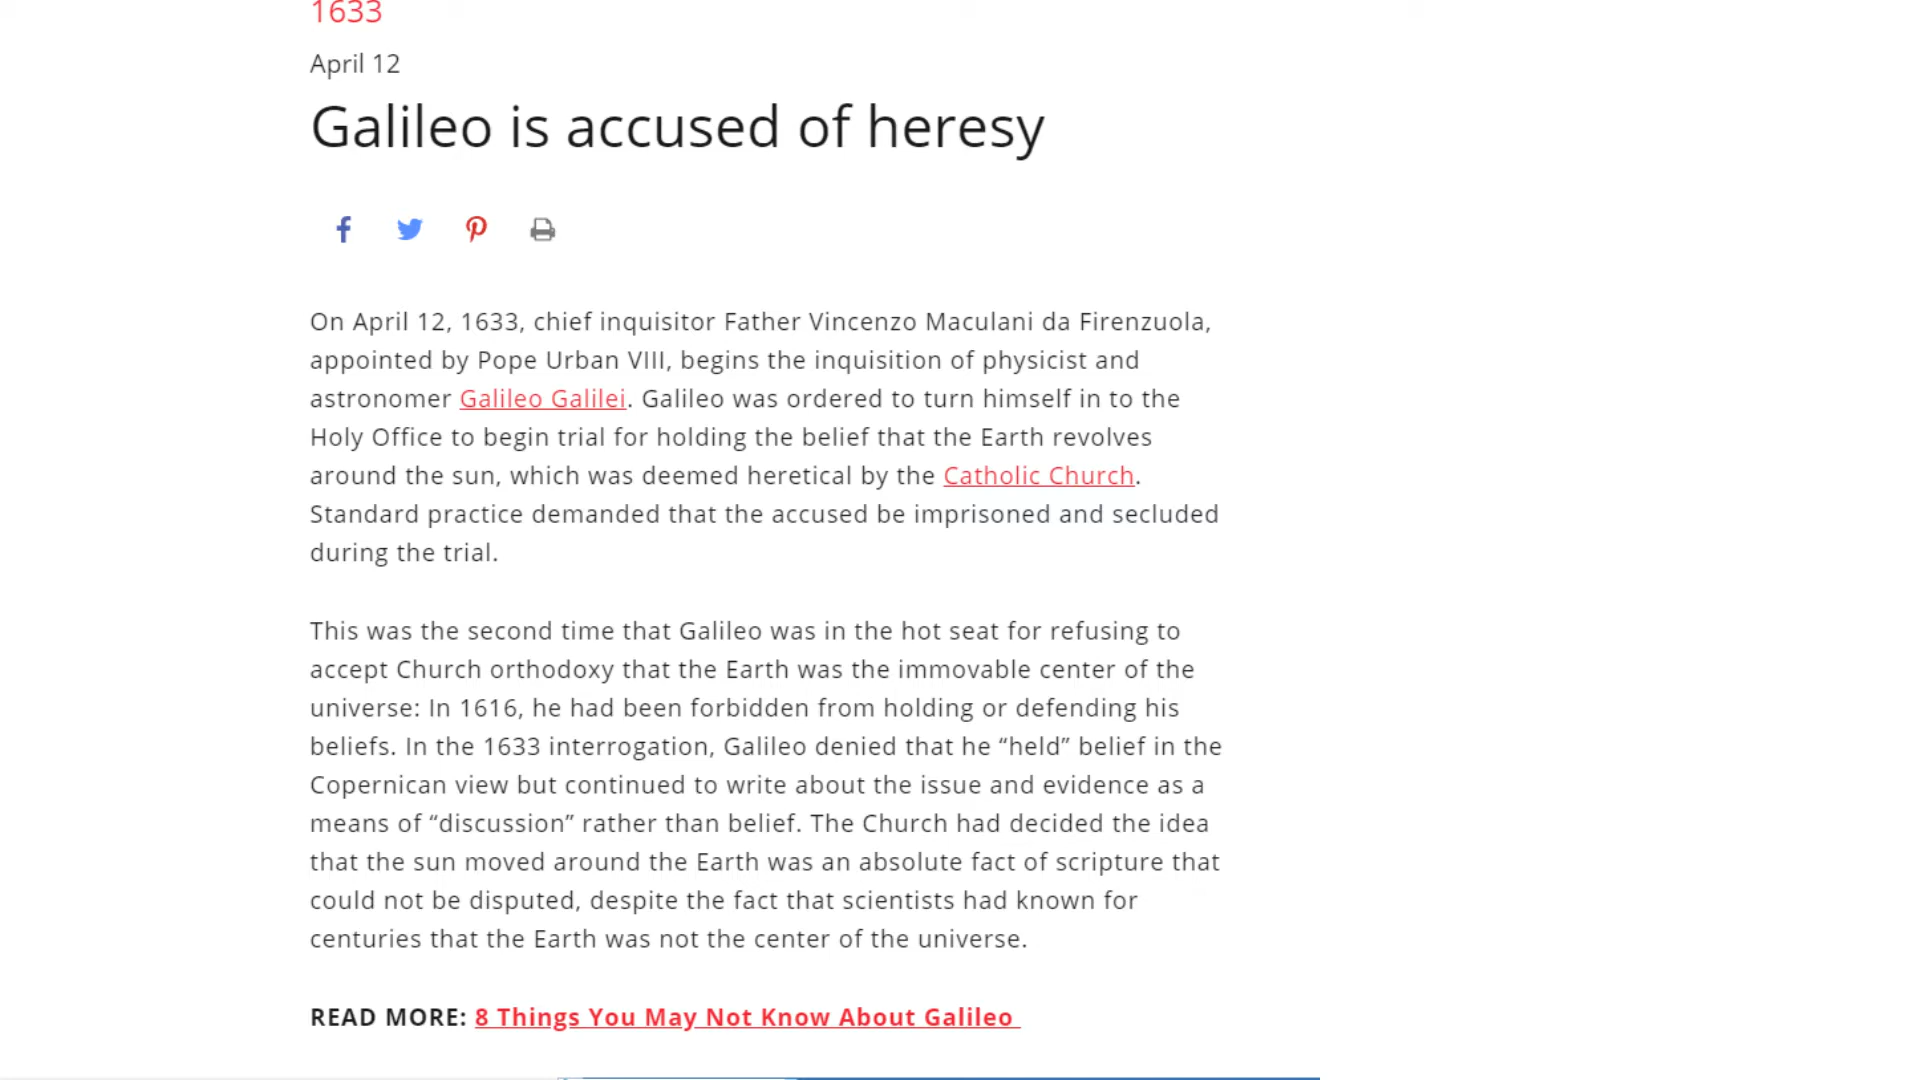 1633
April 12
Galileo is accused of heresy
On April 12, 1633, chief inquisitor Father Vincenzo Maculani da Firenzuola,
appointed by Pope Urban VIII, begins the inquisition of physicist and
astronomer Galileo Galilei. Galileo was ordered to turn himself in to the
Holy Office to begin trial for holding the belief that the Earth revolves
around the sun, which was deemed heretical by the Catholic Church.
Standard practice demanded that the accused be imprisoned and secluded
during the trial.
This was the second time that Galileo was in the hot seat for refusing to
accept Church orthodoxy that the Earth was the immovable center of the
universe: In 1616, he had been forbidden from holding or defending his
beliefs. In the 1633 interrogation, Galileo denied that he “held” belief in the
Copernican view but continued to write about the issue and evidence as a
means of “discussion” rather than belief. The Church had decided the idea
that the sun moved around the Earth was an absolute fact of scripture that
could not be disputed, despite the fact that scientists had known for
centuries that the Earth was not the center of the universe.
READ MORE: 8 Things You May Not Know About Galileo